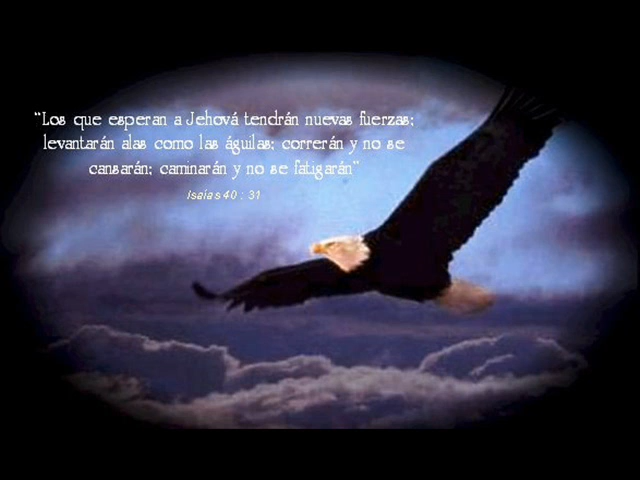 “Los que esperan a Jehová tendrán nuevas fuerzas;
levantarán alas como las águilas; correrán y no se
cansarán; caminarán y no se fatigarán”
Isaías 40 : 31